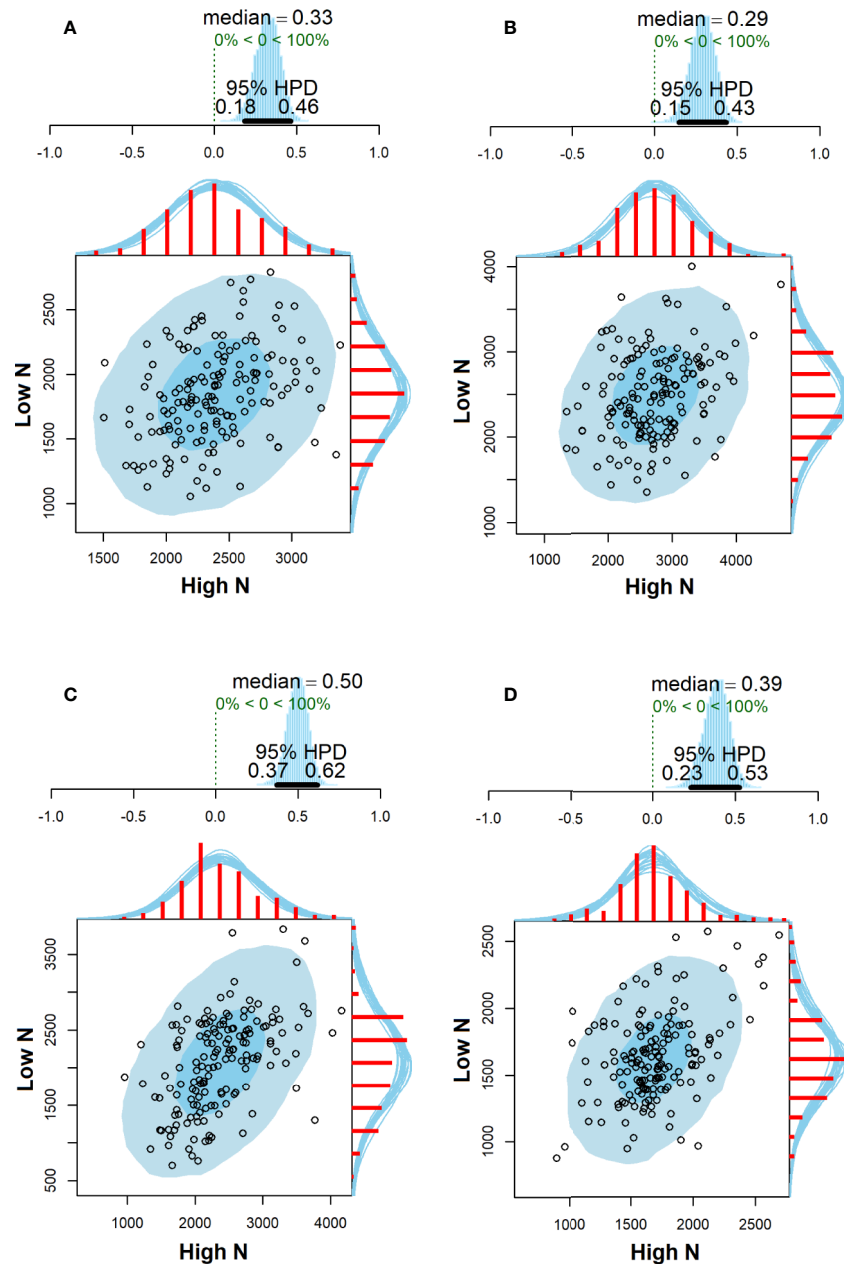 A
median = 0.33
0% < 0 < 100%
95% HPD
0.18 0.46
-1.0 -0.5 0.0 0.5 1.0
Low N
1000 1500 2000 2500
1500 2000 2500 3000
High N
B
median = 0.29
0% < 0 < 100%
95% HPD
0.15 0.43
-1.0 -0.5 0.0 0.5 1.0
Low N
1000 2000 3000 4000
1000 2000 3000 4000
High N
C
median = 0.50
0% < 0 < 100%
95% HPD
0.37 0.62
-1.0 -0.5 0.0 0.5 1.0
Low N
500 1500 2500 3500
1000 2000 3000 4000
High N
D
median = 0.39
0% < 0 < 100%
95% HPD
0.23 0.53
-1.0 -0.5 0.0 0.5 1.0
Low N
1000 1500 2000 2500
1000 1500 2000 2500
High N